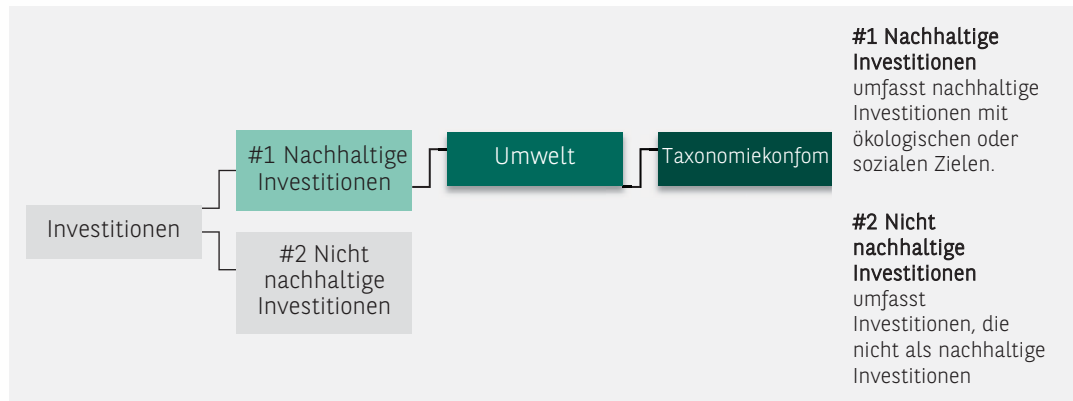 Investitionen
#1 Nachhaltige
Investitionen
#2 Nicht
nachhaltige
Investitionen
Umwelt
Taxonomiekonfom
#1 Nachhaltige
Investitionen
umfasst nachhaltige
Investitionen mit
ökologischen oder
sozialen Zielen.
#2 Nicht
nachhaltige
Investitionen
umfasst
Investitionen, die
nicht als nachhaltige
Investitionen